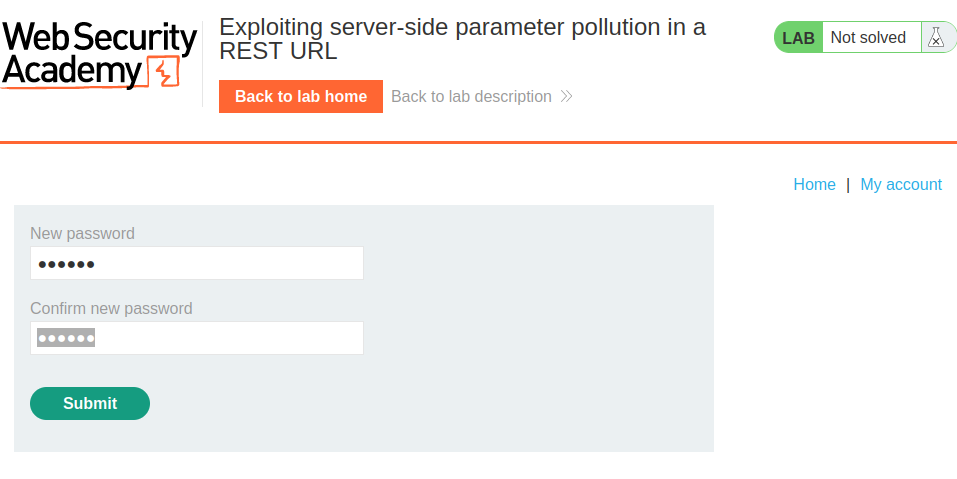 Web Security
Academy
Exploiting server-side parameter pollution in a
REST URL
LAB Not solved
Back to lab home Back to lab description
Home | My account
New password
●●●●●●
Confirm new password
●●●●●●
Submit